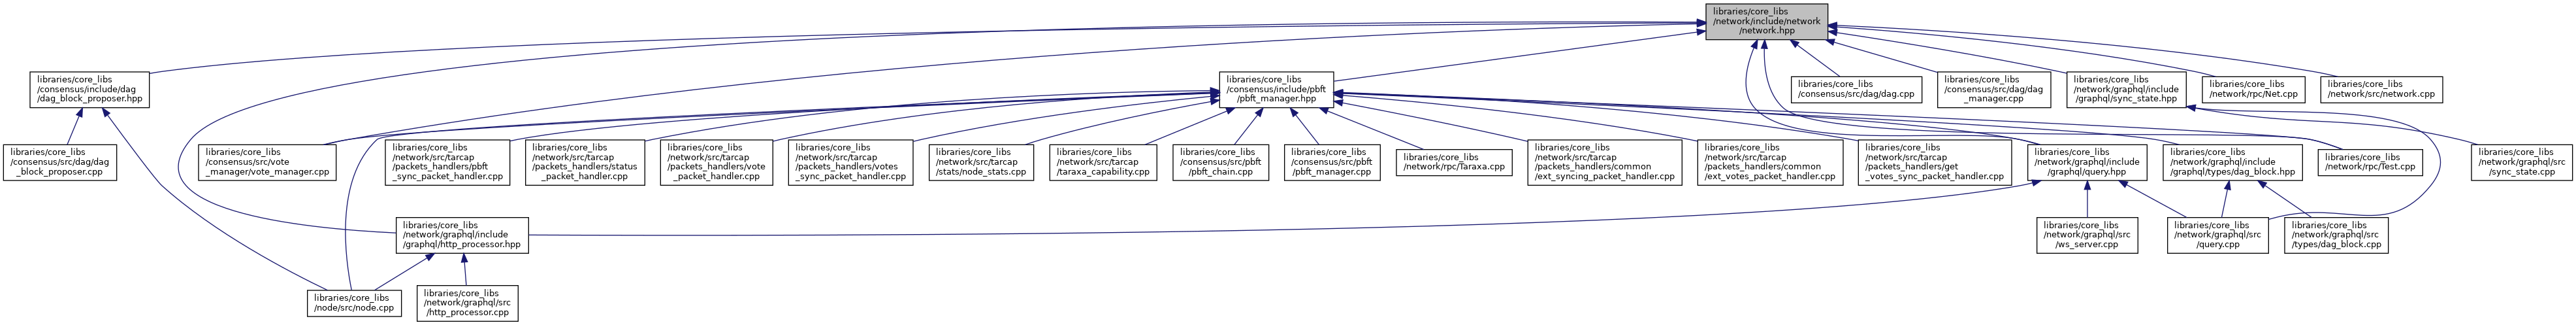 libraries/core_libs
/network/include/network
/network.hpp
libraries/core_libs
/consensus/include/dag
/dag_block_proposer.hpp
libraries/core_libs
/consensus/include/pbft
/pbft_manager.hpp
libraries/core_libs
/consensus/src/dag/dag.cpp
libraries/core_libs
/consensus/src/dag/dag
_manager.cpp
libraries/core_libs
/network/graphql/include
/graphql/sync_state.hpp
libraries/core_libs
/network/rpc/Net.cpp
libraries/core_libs
/network/src/network.cpp
libraries/core_libs
/consensus/src/dag/dag
_block_proposer.cpp
libraries/core_libs
/consensus/src/vote
_manager/vote_manager.cpp
libraries/core_libs
/network/src/tarcap
/packets_handlers/pbft
_sync_packet_handler.cpp
libraries/core_libs
/network/src/tarcap
/packets_handlers/status
_packet_handler.cpp
libraries/core_libs
/network/src/tarcap
/packets_handlers/vote
_packet_handler.cpp
libraries/core_libs
/network/src/tarcap
/packets_handlers/votes
_sync_packet_handler.cpp
libraries/core_libs
/network/src/tarcap
/stats/node_stats.cpp
libraries/core_libs
/network/src/tarcap
/taraxa_capability.cpp
libraries/core_libs
/consensus/src/pbft
/pbft_chain.cpp
libraries/core_libs
/consensus/src/pbft
/pbft_manager.cpp
libraries/core_libs
/network/rpc/Taraxa.cpp
libraries/core_libs
/network/src/tarcap
/packets_handlers/common
/ext_syncing_packet_handler.cpp
libraries/core_libs
/network/src/tarcap
/packets_handlers/common
/ext_votes_packet_handler.cpp
libraries/core_libs
/network/src/tarcap
/packets_handlers/get
_votes_sync_packet_handler.cpp
libraries/core_libs
/network/graphql/include
/graphql/query.hpp
libraries/core_libs
/network/graphql/include
/graphql/types/dag_block.hpp
libraries/core_libs
/network/rpc/Test.cpp
libraries/core_libs
/network/graphql/src
/sync_state.cpp
libraries/core_libs
/network/graphql/include
/graphql/http_processor.hpp
libraries/core_libs
/network/graphql/src
/ws_server.cpp
libraries/core_libs
/network/graphql/src
/query.cpp
libraries/core_libs
/network/graphql/src
/types/dag_block.cpp
libraries/core_libs
/node/src/node.cpp
libraries/core_libs
/network/graphql/src
/http_processor.cpp